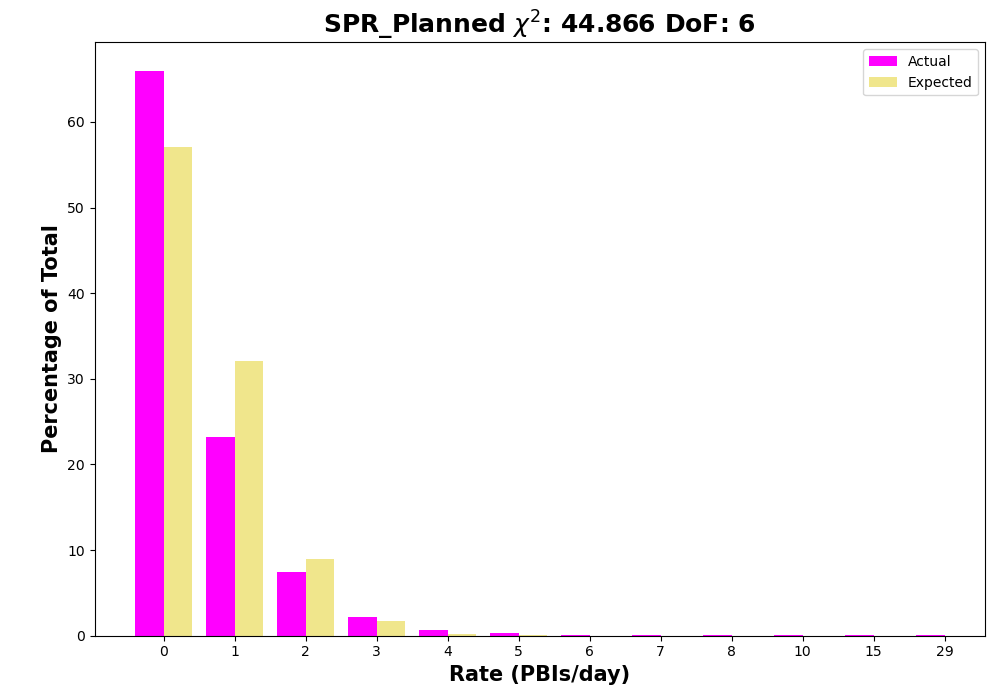 SPR_Planned χ²: 44.866 DoF: 6
Actual
Expected
Percentage of Total
60
50
40
30
20
10
0
0 1 2 3 4 5 6 7 8 10 15 29
Rate (PBIs/day)